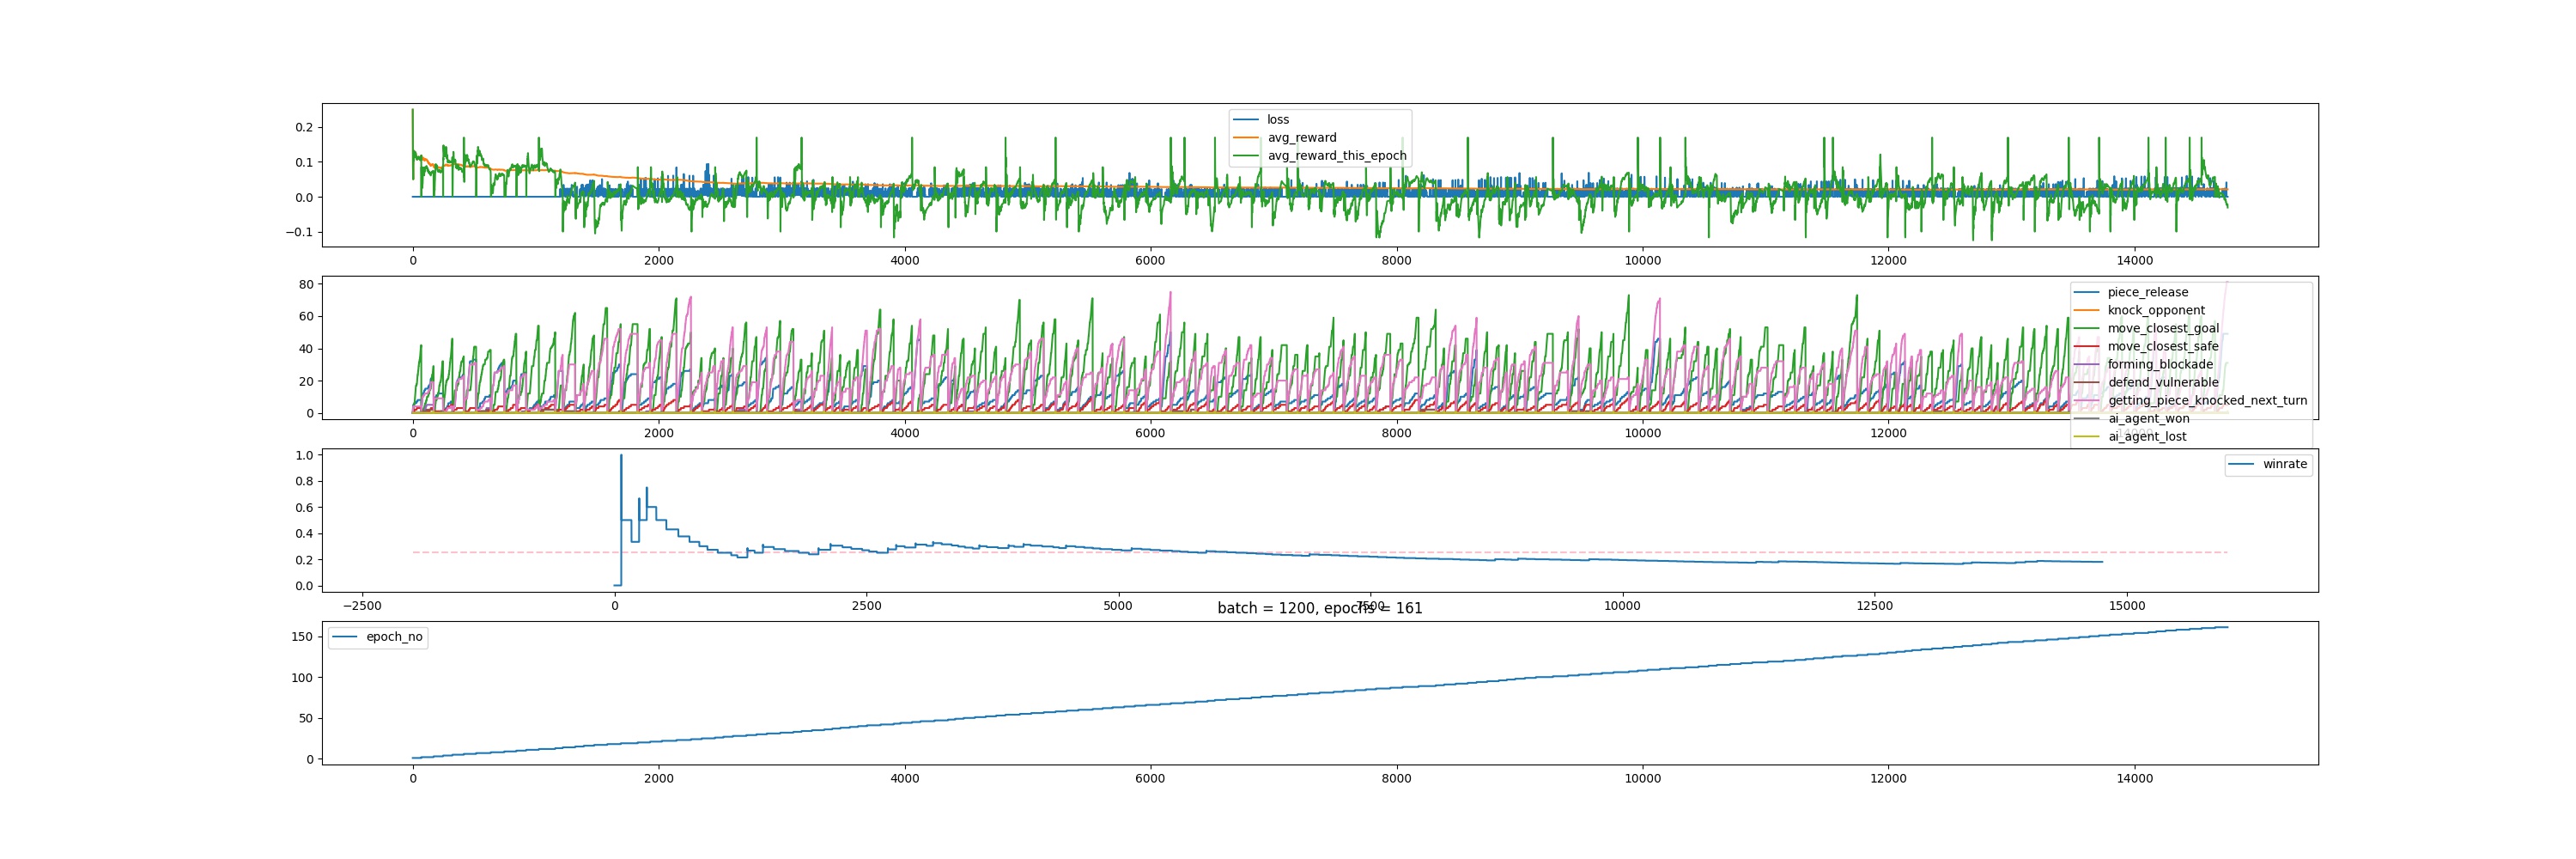 0.2
0.1
0.0
−0.1
loss
avg_reward
avg_reward_this_epoch
0 2000 4000 6000 8000 10000 12000 14000
80
60
40
20
0
piece_release
knock_opponent
move_closest_goal
move_closest_safe
forming_blockade
defend_vulnerable
getting_piece_knocked_next_turn
ai_agent_won
ai_agent_lost
0 2000 4000 6000 8000 10000 12000 14000
1.0
0.8
0.6
0.4
0.2
0.0
winrate
−2500 0 2500 5000 7500 10000 12500 15000
batch = 1200, epochs = 161
150
100
50
0
epoch_no
0 2000 4000 6000 8000 10000 12000 14000